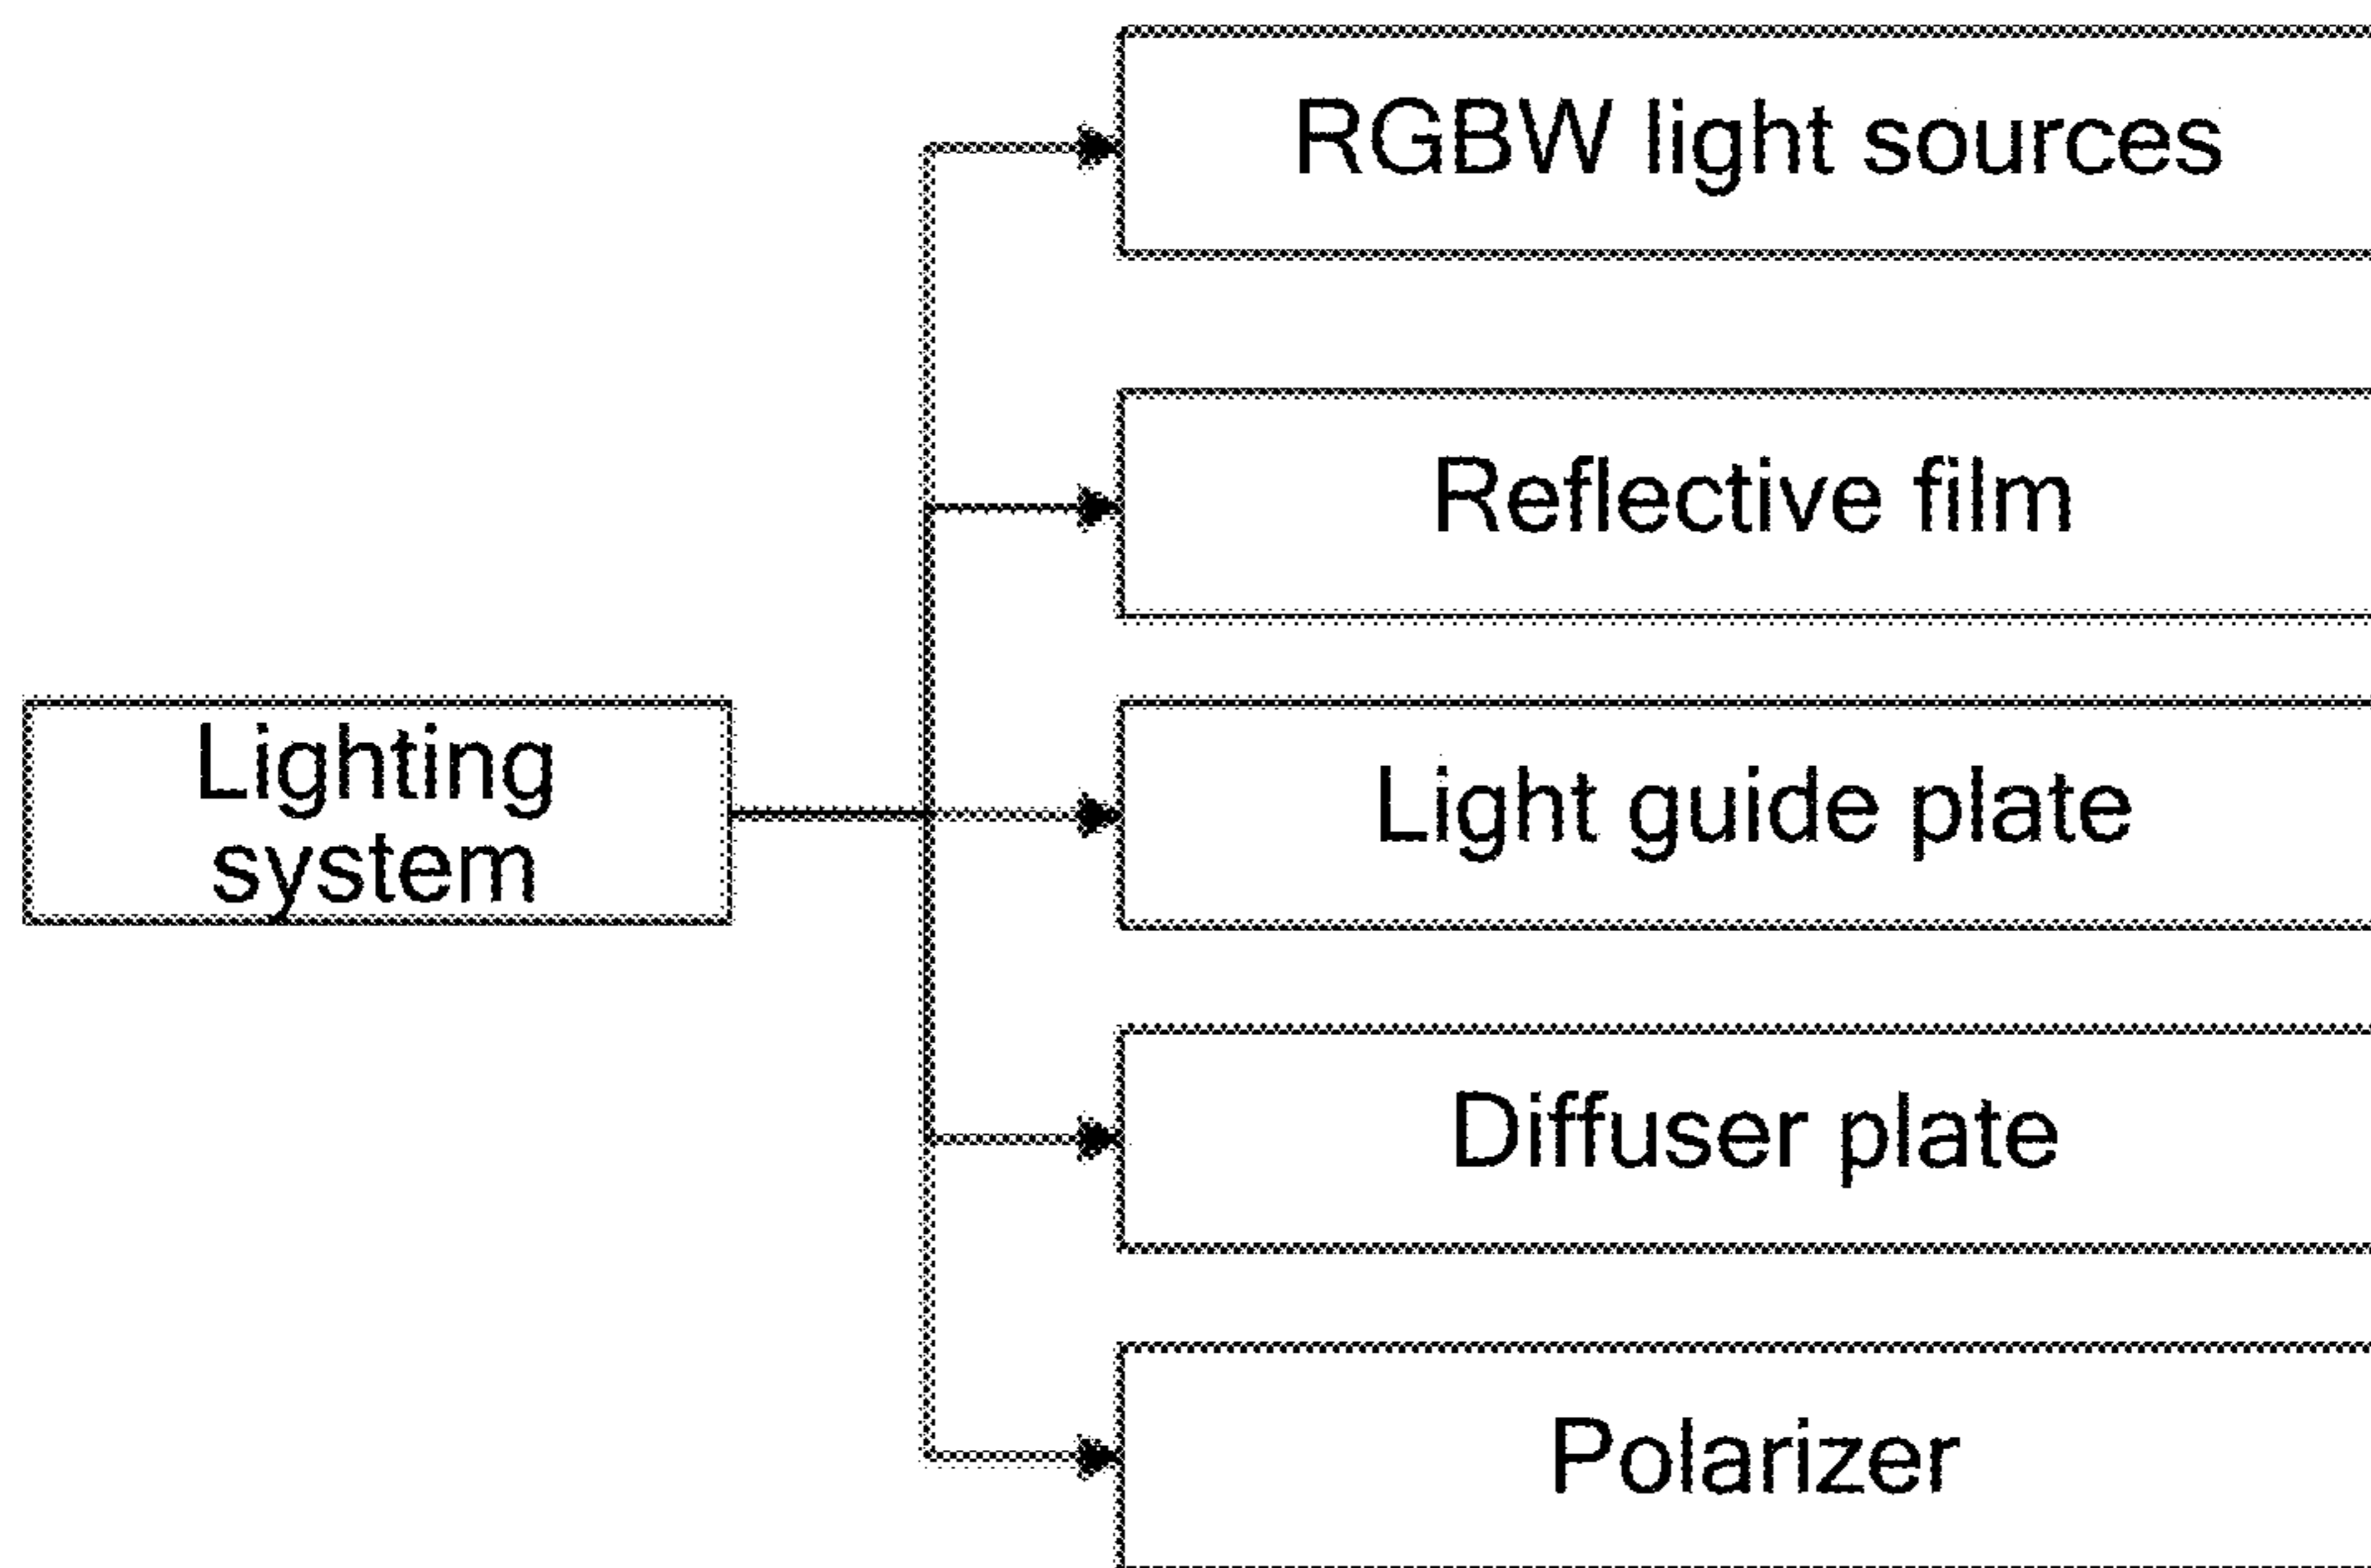 RGBW light sources
Reflective film
Lighting
system
Light guide plate
Diffuser plate
Polarizer